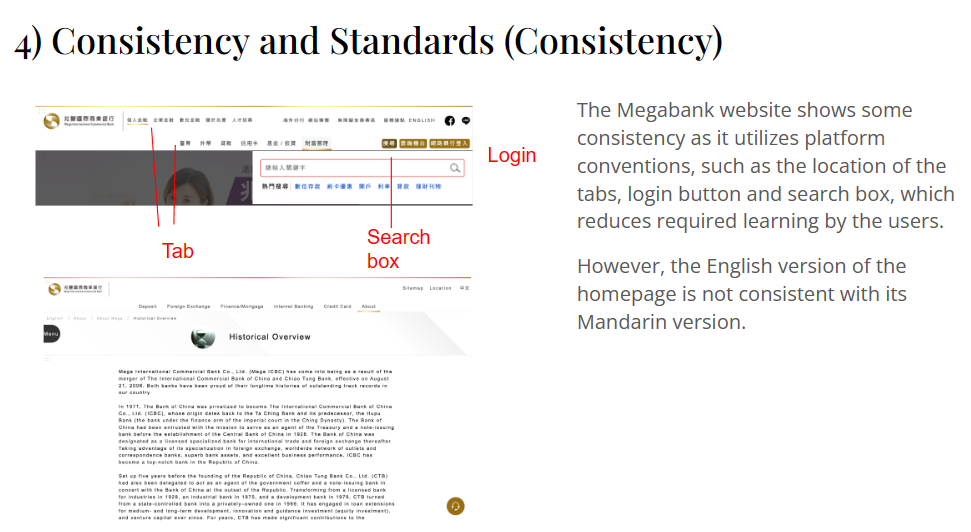 4) Consistency and Standards (Consistency)
兆豐國際商業銀行
Mega International Commercial Bank
個人金融 企業金融 數位金融 關於兆豐 人才招募
海外分行 網站導覽 無障礙友善專區 服務據點 ENGLISH
臺幣 外幣 貸款 信用卡 基金/投資 財富管理
網路銀行登入
請輸入關鍵字
熱門搜尋 數位存款 刷卡優惠 開戶 利率 貸款 理財刊物
Login
Tab
Search
box
The Megabank website shows some
consistency as it utilizes platform
conventions, such as the location of the
tabs, login button and search box, which
reduces required learning by the users.
However, the English version of the
homepage is not consistent with its
Mandarin version.
兆豐國際商業銀行
Mega International Commercial Bank
Sitemap Location 中文
Deposit Foreign Exchange Finance/Mortgage Internet Banking Credit Card About
English / About / About Mega / Historical Overview
Menu
Historical Overview
Mega International Commercial Bank Co., Ltd. (Mega ICBC) has come into being as a result of the
merger of The International Commercial Bank of China and Chiao Tung Bank, effective on August
21, 2006. Both banks have been proud of their longtime histories of outstanding track records in
our country.
In 1971, The Bank of China was privatized to become The International Commercial Bank of China
Co., Ltd. (ICBC), whose origin dates back to the Ta Ching Bank and its predecessor, the Hupu
Bank (the bank under the finance arm of the imperial court in the Ching Dynasty). The Bank of
China had been entrusted with the mission to serve as an agent of the Treasury and a note-issuing
bank before the establishment of the Central Bank of China in 1928. The Bank of China was
designated as a licensed specialized bank for international trade and foreign exchange thereafter.
Taking advantage of its specialization in foreign exchange, worldwide network of outlets and
correspondence banks, superb bank assets, and excellent business performance, ICBC has
become a top-notch bank in the Republic of China.
Set up five years before the founding of the Republic of China, Chiao Tung Bank Co., Ltd. (CTB)
had also been delegated to act as an agent of the government coffer and a note-issuing bank in
concert with the Bank of China at the outset of the Republic. Transforming from a licensed bank
for industries in 1928, an industrial bank in 1975, and a development bank in 1979, CTB turned
from a state-controlled bank into a privately-owned one in 1999. It has engaged in loan extensions
for medium- and long-term development, innovation and guidance investment (equity investment),
and venture capital ever since. For years, CTB has made significant contributions to the